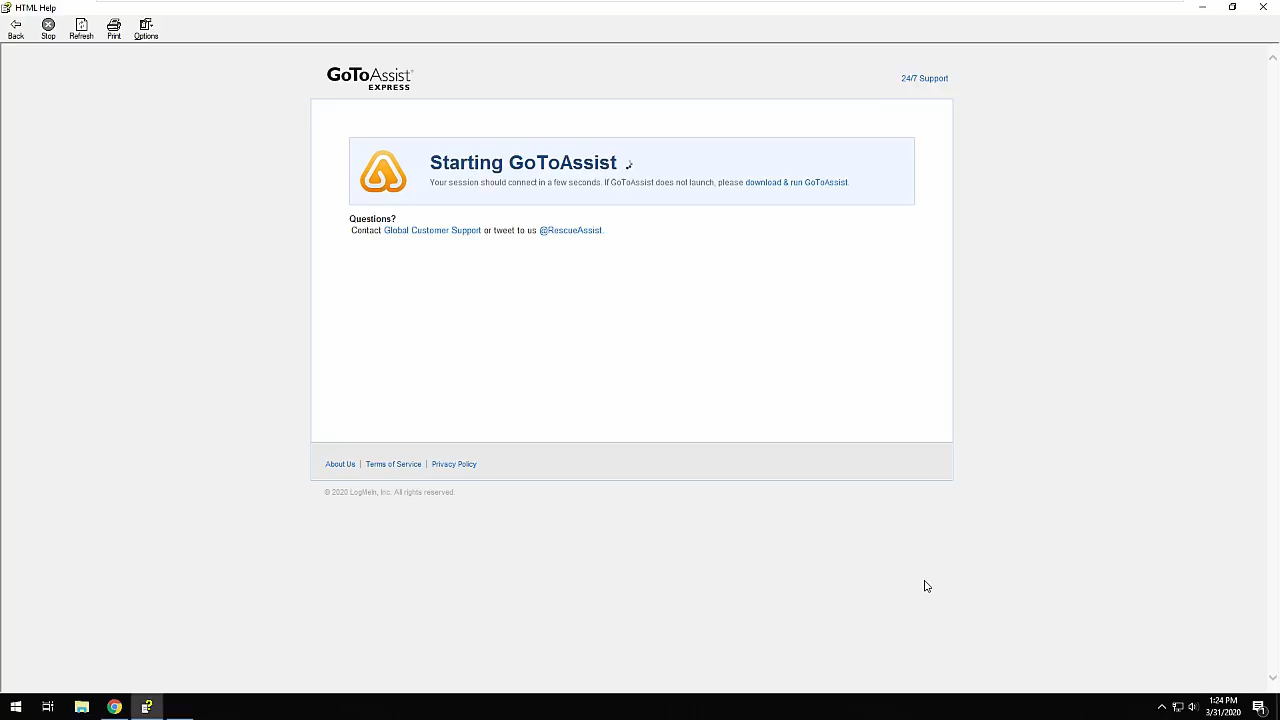 HTML Help
Back Stop Refresh Print Options
GoToAssist
EXPRESS
24/7 Support
Starting GoToAssist
Your session should connect in a few seconds. If GoToAssist does not launch, please download & run GoToAssist.
Questions?
Contact Global Customer Support or tweet to us @RescueAssist.
About Us | Terms of Service | Privacy Policy
© 2020 LogMeIn, Inc. All rights reserved.
1:24 PM
3/31/2020